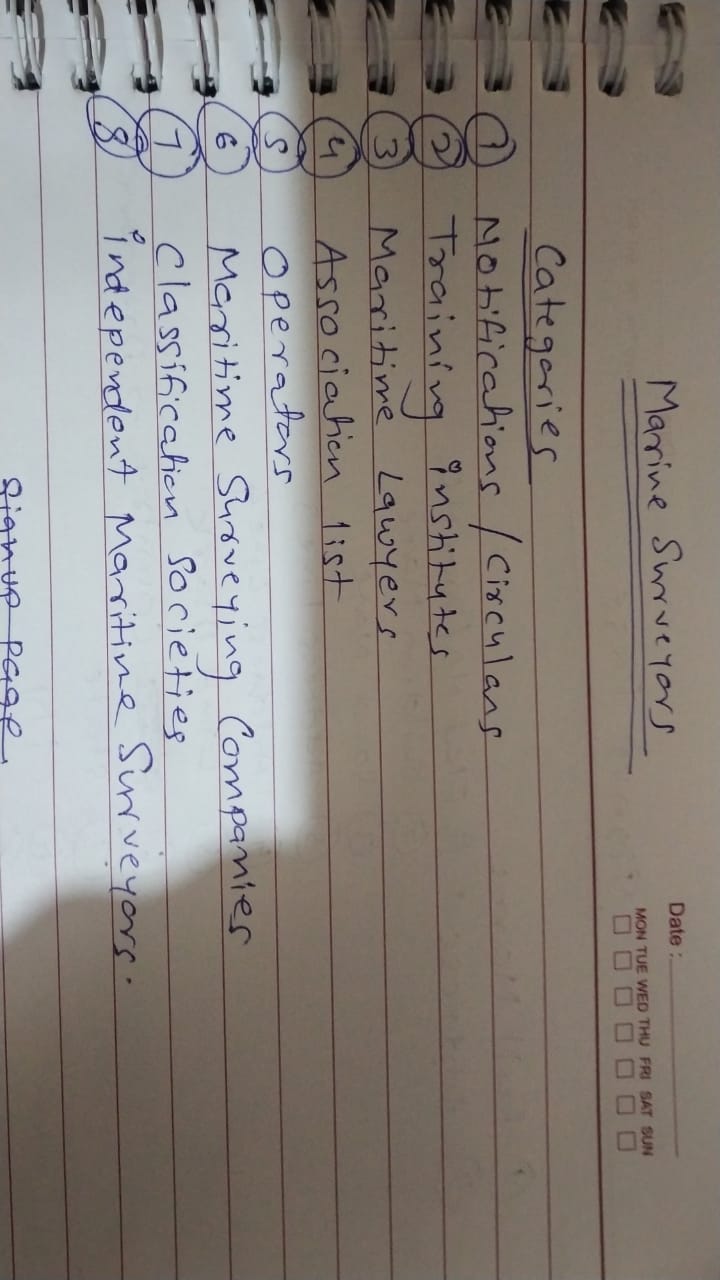 Date :
MON TUE WED THU FRI SAT SUN
Marine Surveyors
Categories
① Notifications / Circulars
② Training institutes
③ Maritime Lawyers
④ Association list
⑤ Operators
⑥ Maritime Surveying Companies
⑦ Classification Societies
⑧ independent Maritime Surveyors.
Signup Page